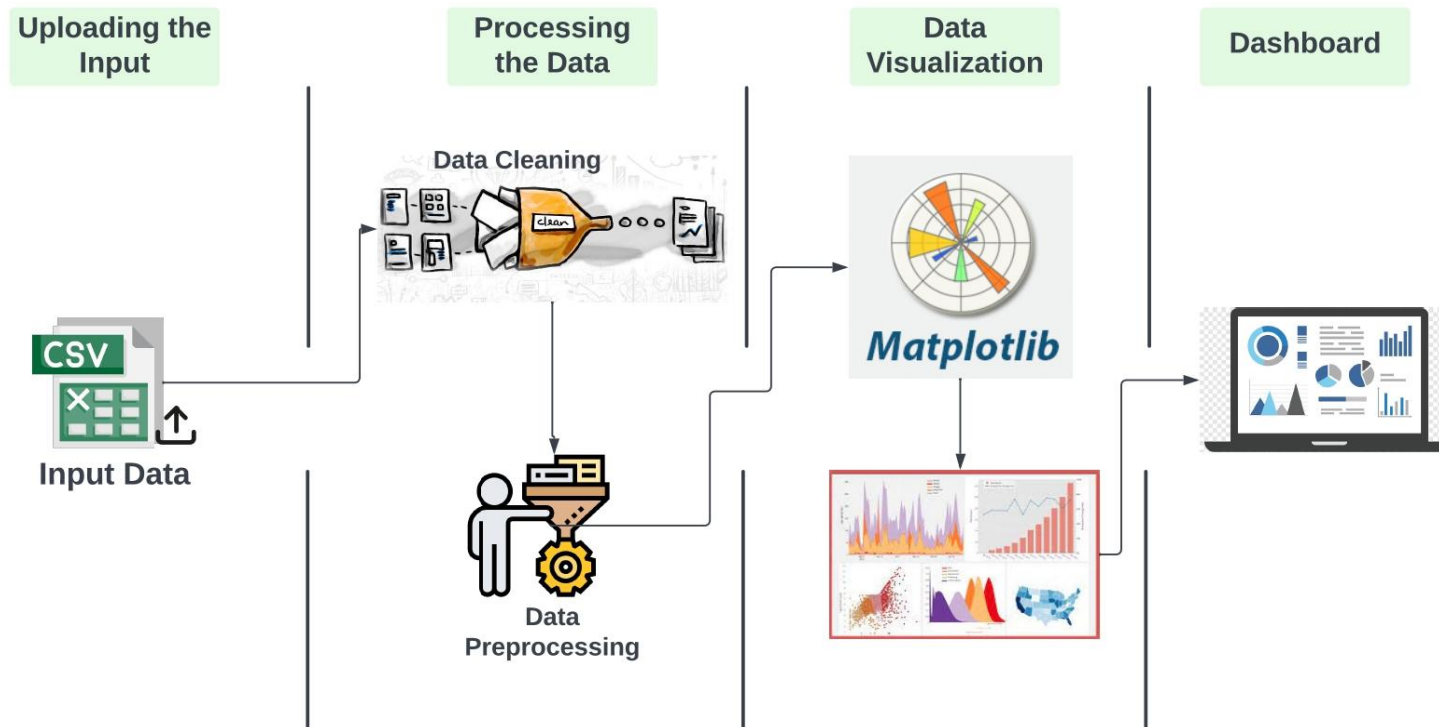 Uploading the
Input
Processing
the Data
Data
Visualization
Dashboard
Data Cleaning
clean
CSV
Input Data
Matplotlib
Data
Preprocessing